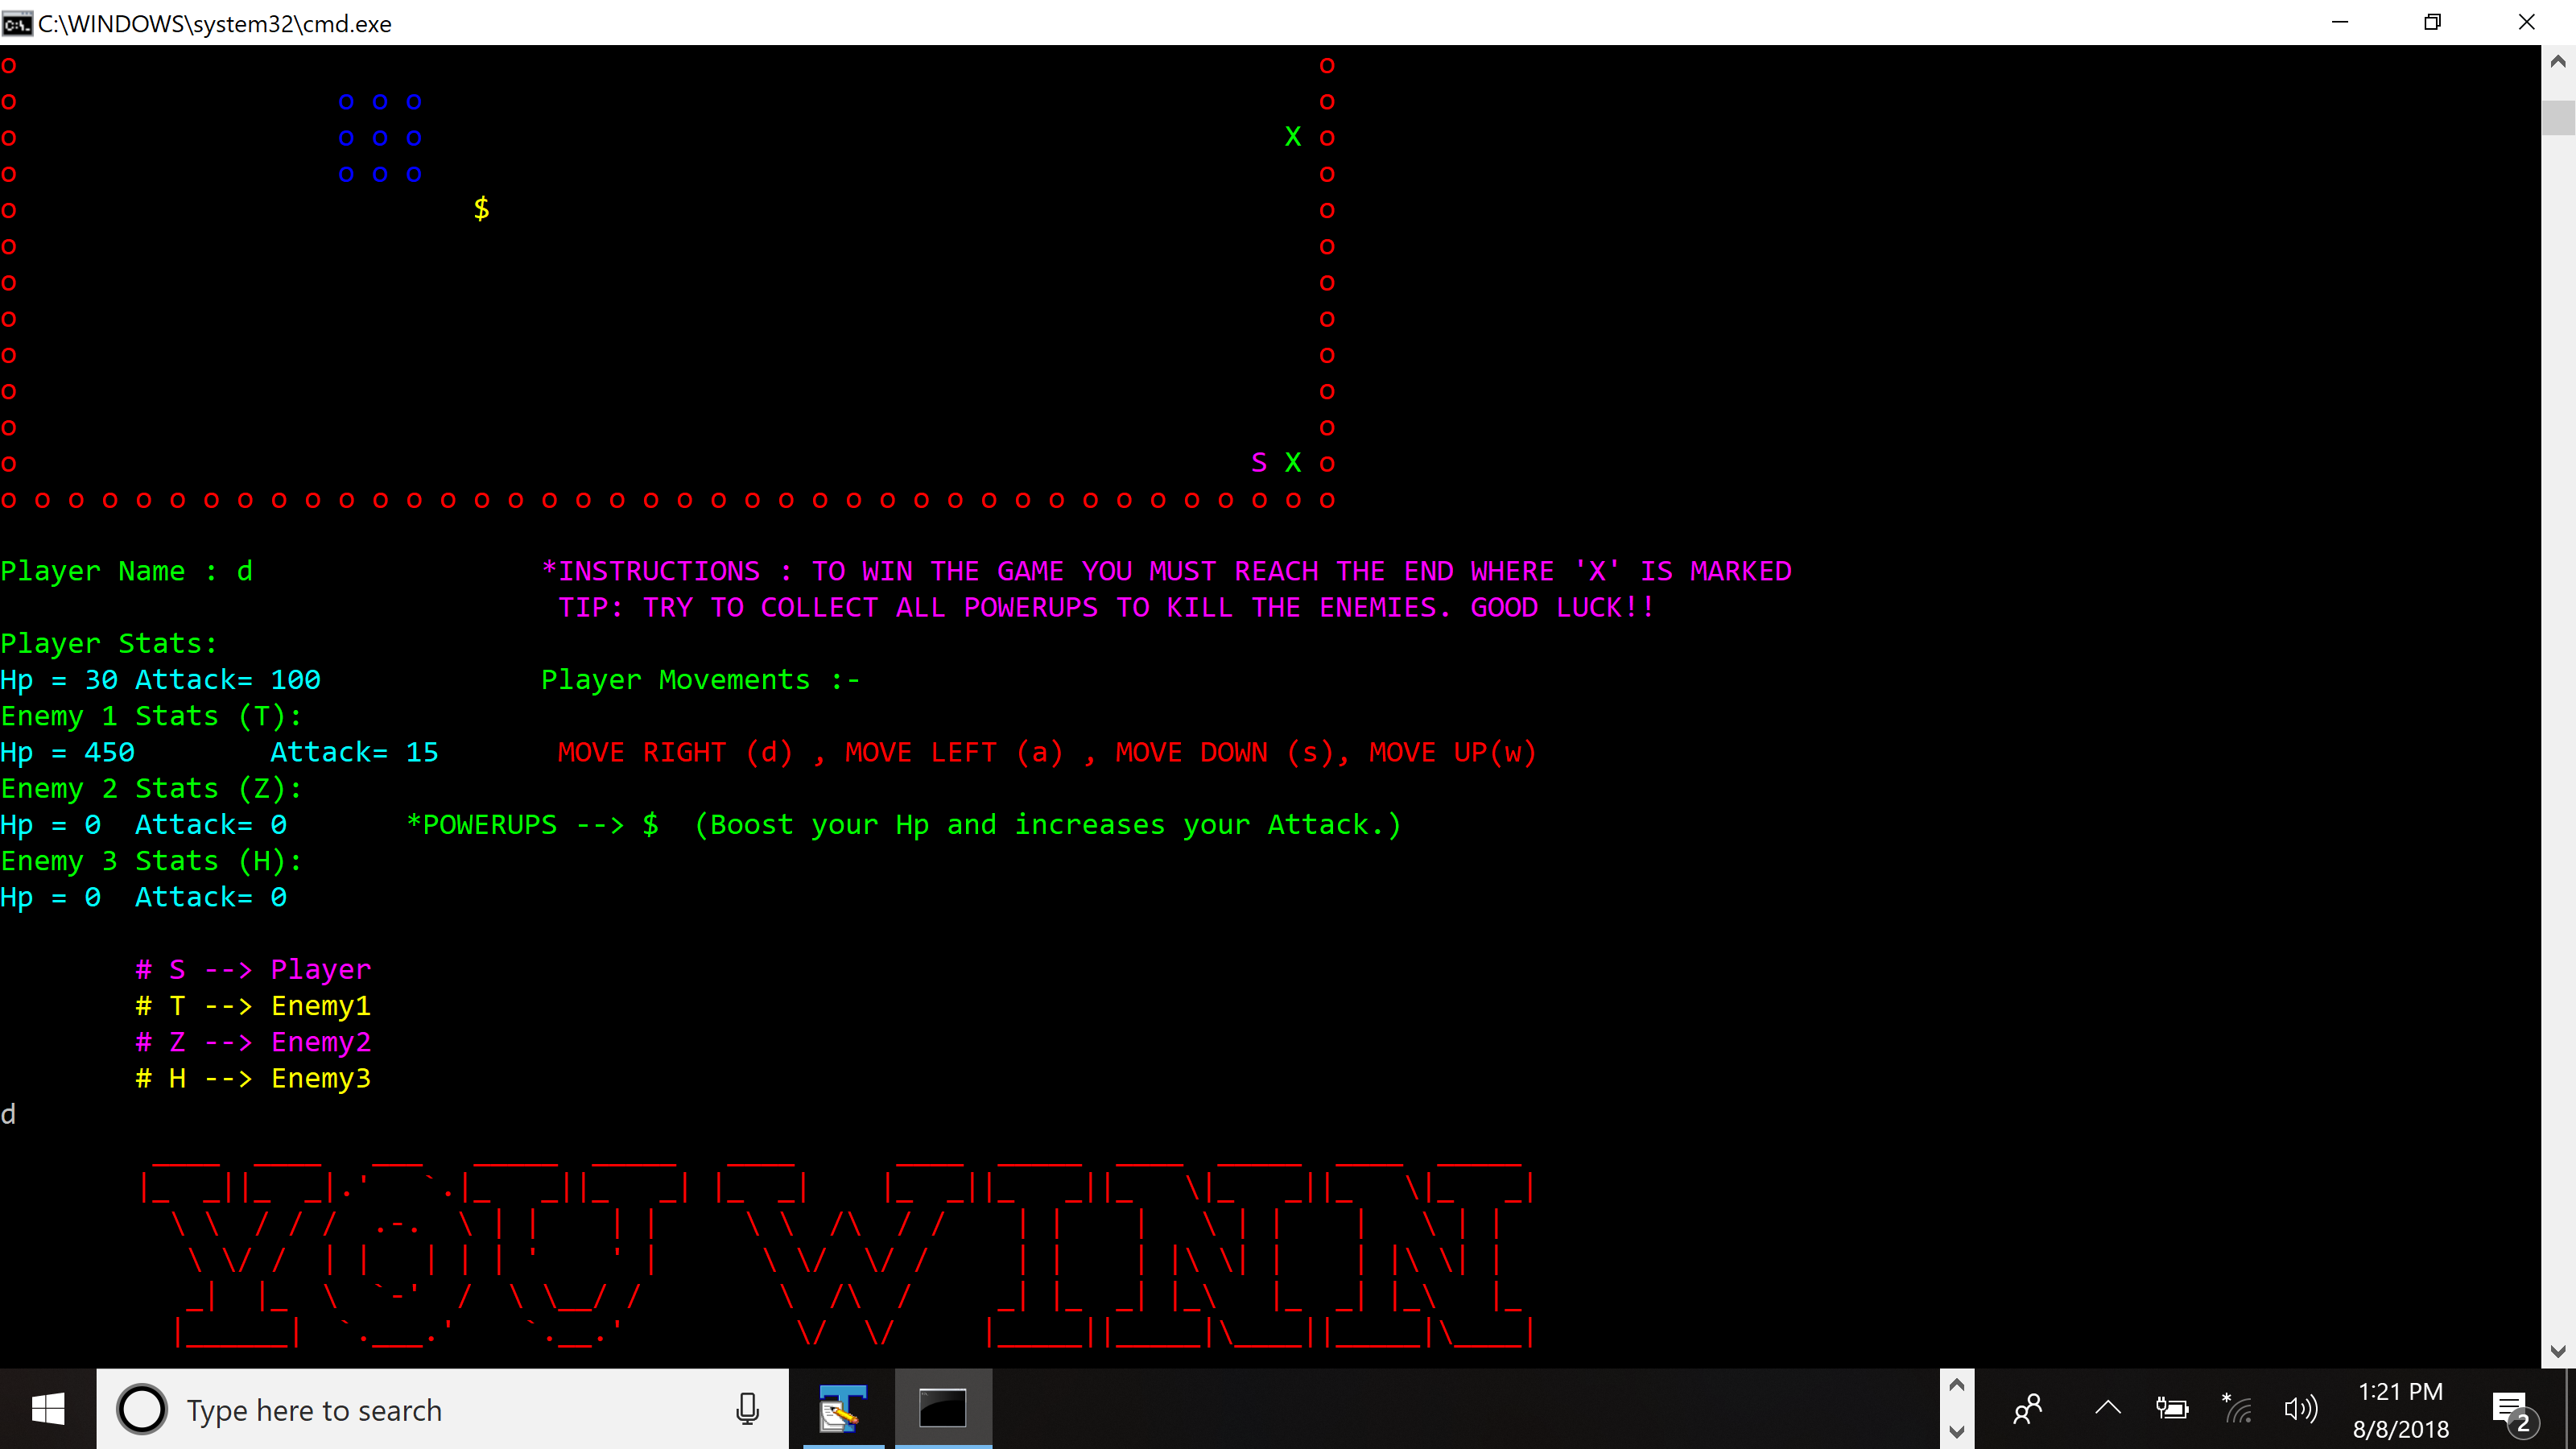 C:\WINDOWS\system32\cmd.exe
o o
o o o o o
o o o o X o
o o o o o
o $ o
o o
o o
o o
o o
o o
o o
o S X o
o o o o o o o o o o o o o o o o o o o o o o o o o o o o o o o o o o o o o o o o
Player Name : d *INSTRUCTIONS : TO WIN THE GAME YOU MUST REACH THE END WHERE 'X' IS MARKED
TIP: TRY TO COLLECT ALL POWERUPS TO KILL THE ENEMIES. GOOD LUCK!!
Player Stats:
Hp = 30 Attack= 100 Player Movements :-
Enemy 1 Stats (T):
Hp = 450 Attack= 15 MOVE RIGHT (d) , MOVE LEFT (a) , MOVE DOWN (s), MOVE UP(w)
Enemy 2 Stats (Z):
Hp = 0 Attack= 0 *POWERUPS --> $ (Boost your Hp and increases your Attack.)
Enemy 3 Stats (H):
Hp = 0 Attack= 0
# S --> Player
# T --> Enemy1
# Z --> Enemy2
# H --> Enemy3
d
YOU WINN
Type here to search
1:21 PM
8/8/2018
2